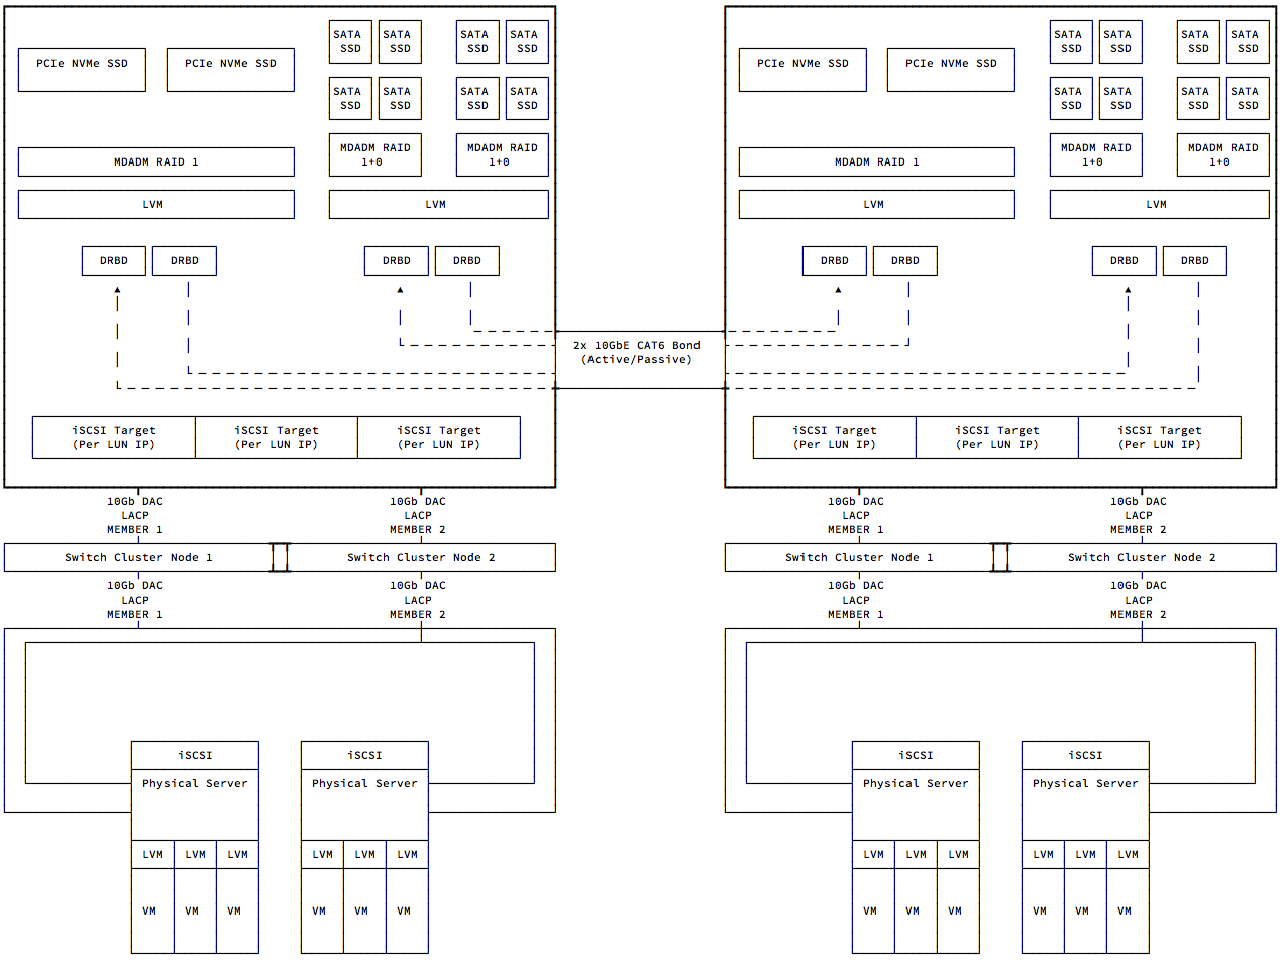 SATA SSD
SATA SSD
SATA SSD
SATA SSD
PCIe NVMe SSD
PCIe NVMe SSD
SATA SSD
SATA SSD
SATA SSD
SATA SSD
MDADM RAID 1
MDADM RAID
1+0
MDADM RAID
1+0
LVM
LVM
DRBD
DRBD
DRBD
DRBD
iSCSI Target
(Per LUN IP)
iSCSI Target
(Per LUN IP)
iSCSI Target
(Per LUN IP)
2x 10GbE CAT6 Bond
(Active/Passive)
SATA SSD
SATA SSD
SATA SSD
SATA SSD
PCIe NVMe SSD
PCIe NVMe SSD
SATA SSD
SATA SSD
SATA SSD
SATA SSD
MDADM RAID 1
MDADM RAID
1+0
MDADM RAID
1+0
LVM
LVM
DRBD
DRBD
DRBD
DRBD
iSCSI Target
(Per LUN IP)
iSCSI Target
(Per LUN IP)
iSCSI Target
(Per LUN IP)
10Gb DAC
LACP
MEMBER 1
10Gb DAC
LACP
MEMBER 2
Switch Cluster Node 1
Switch Cluster Node 2
10Gb DAC
LACP
MEMBER 1
10Gb DAC
LACP
MEMBER 2
iSCSI
Physical Server
LVM
LVM
LVM
VM
VM
VM
iSCSI
Physical Server
LVM
LVM
LVM
VM
VM
VM
10Gb DAC
LACP
MEMBER 1
10Gb DAC
LACP
MEMBER 2
Switch Cluster Node 1
Switch Cluster Node 2
10Gb DAC
LACP
MEMBER 1
10Gb DAC
LACP
MEMBER 2
iSCSI
Physical Server
LVM
LVM
LVM
VM
VM
VM
iSCSI
Physical Server
LVM
LVM
LVM
VM
VM
VM